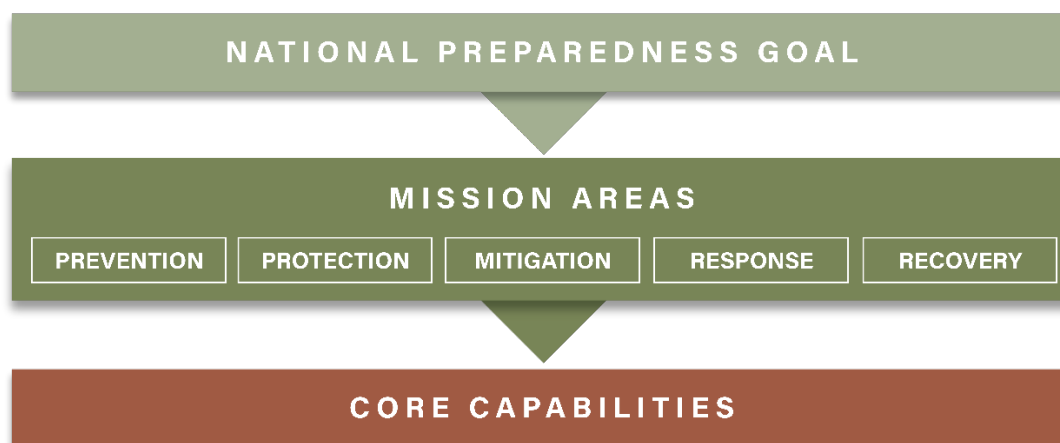 NATIONAL PREPAREDNESS GOAL
MISSION AREAS
PREVENTION PROTECTION MITIGATION RESPONSE RECOVERY
CORE CAPABILITIES